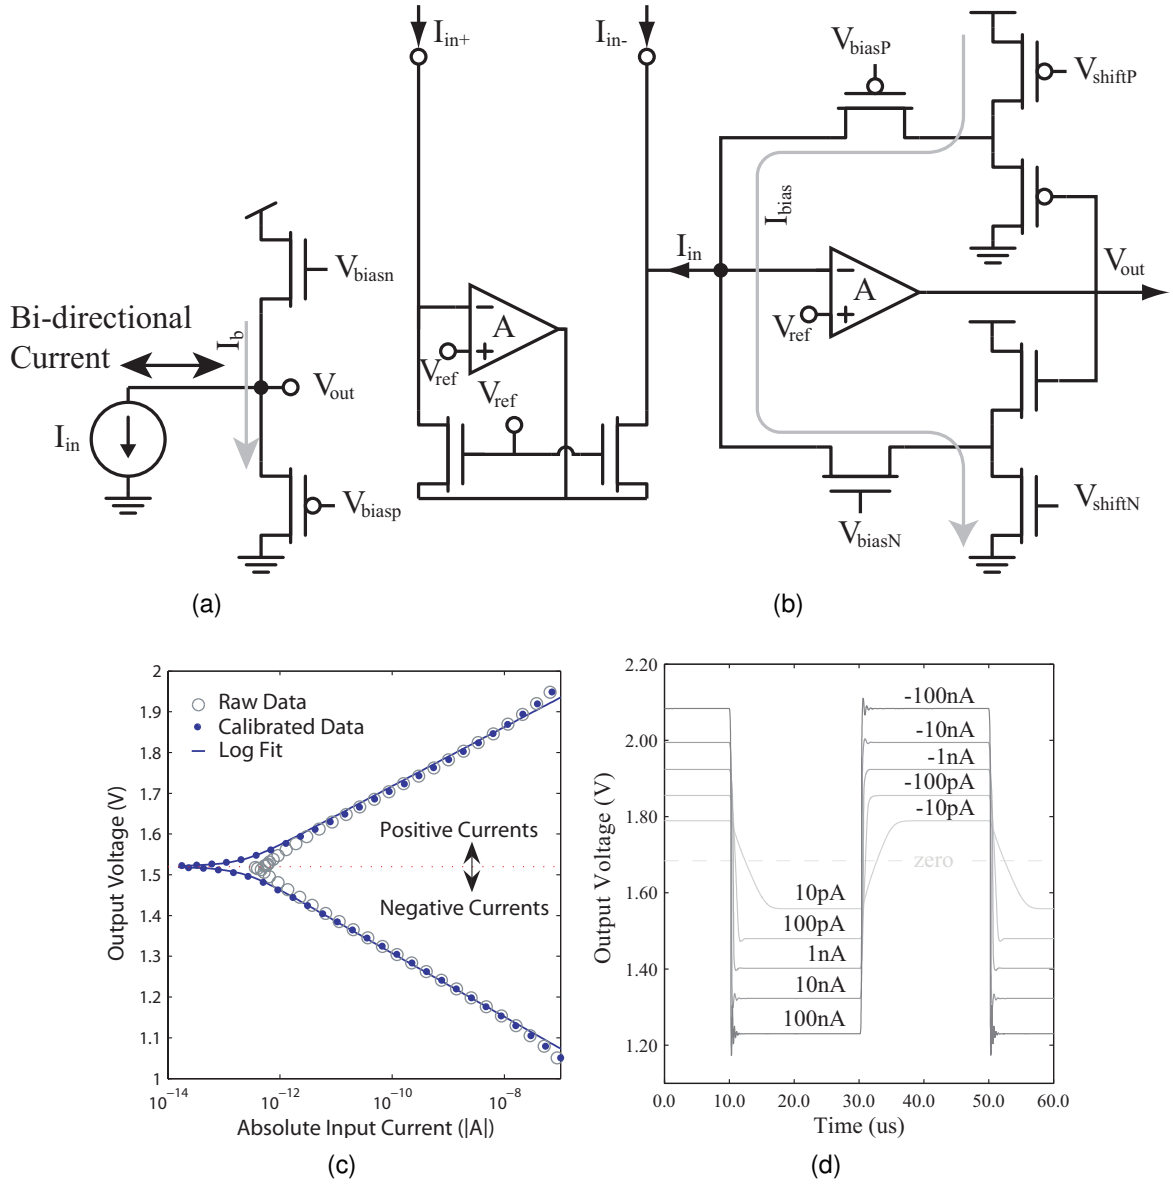 I_in+
I_in-
V_biasP
V_shiftP
I_bias
I_in
A
V_ref
V_out
V_biasn
Bi-directional
Current
I_b
V_out
A
V_ref
V_ref
I_in
V_biasp
V_biasN
V_shiftN
(a)
(b)
2
1.9
1.8
1.7
1.6
1.5
1.4
1.3
1.2
1.1
1
Output Voltage (V)
Raw Data
Calibrated Data
Log Fit
Positive Currents
Negative Currents
10^-14
10^-12
10^-10
10^-8
Absolute Input Current (|A|)
(c)
2.20
2.00
1.80
1.60
1.40
1.20
Output Voltage (V)
-100nA
-10nA
-1nA
-100pA
-10pA
zero
10pA
100pA
1nA
10nA
100nA
0.0
10.0
20.0
30.0
40.0
50.0
60.0
Time (us)
(d)